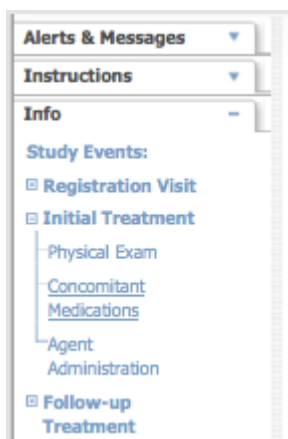 Alerts & Messages
Instructions
Info
Study Events:
Registration Visit
Initial Treatment
Physical Exam
Concomitant
Medications
Agent
Administration
Follow-up
Treatment